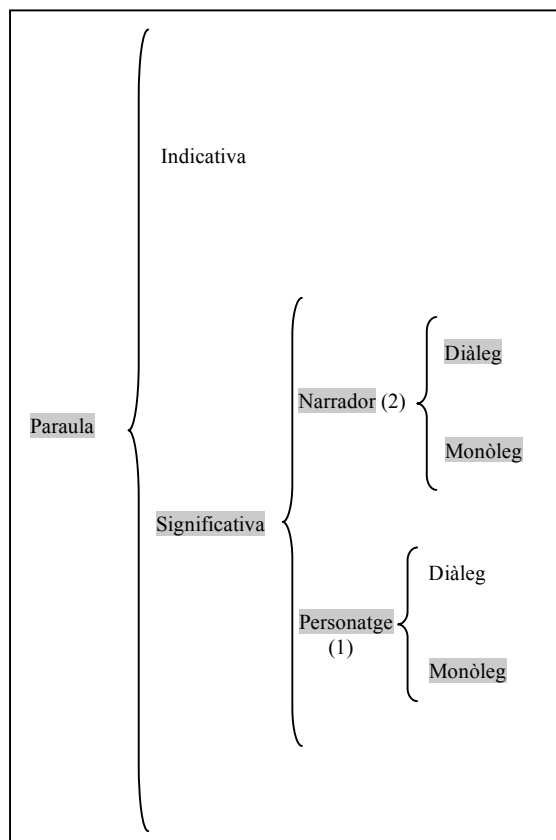 Indicativa
Diàleg
Narrador (2)
Paraula
Monòleg
Significativa
Diàleg
Personatge
(1)
Monòleg